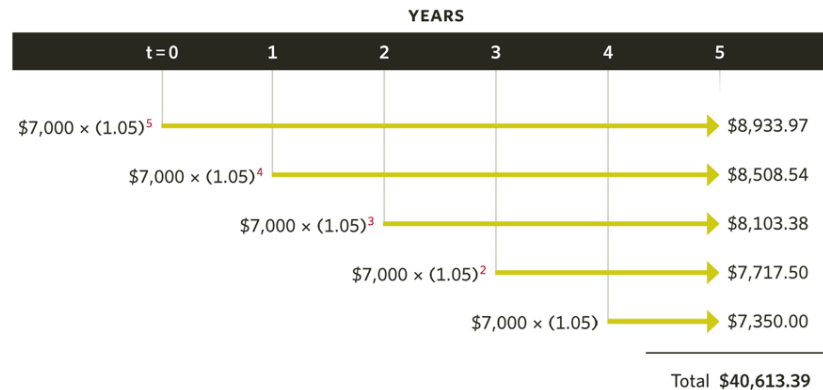 YEARS
t = 0 1 2 3 4 5
$7,000 × (1.05)⁵ $8,933.97
$7,000 × (1.05)⁴ $8,508.54
$7,000 × (1.05)³ $8,103.38
$7,000 × (1.05)² $7,717.50
$7,000 × (1.05) $7,350.00
Total $40,613.39